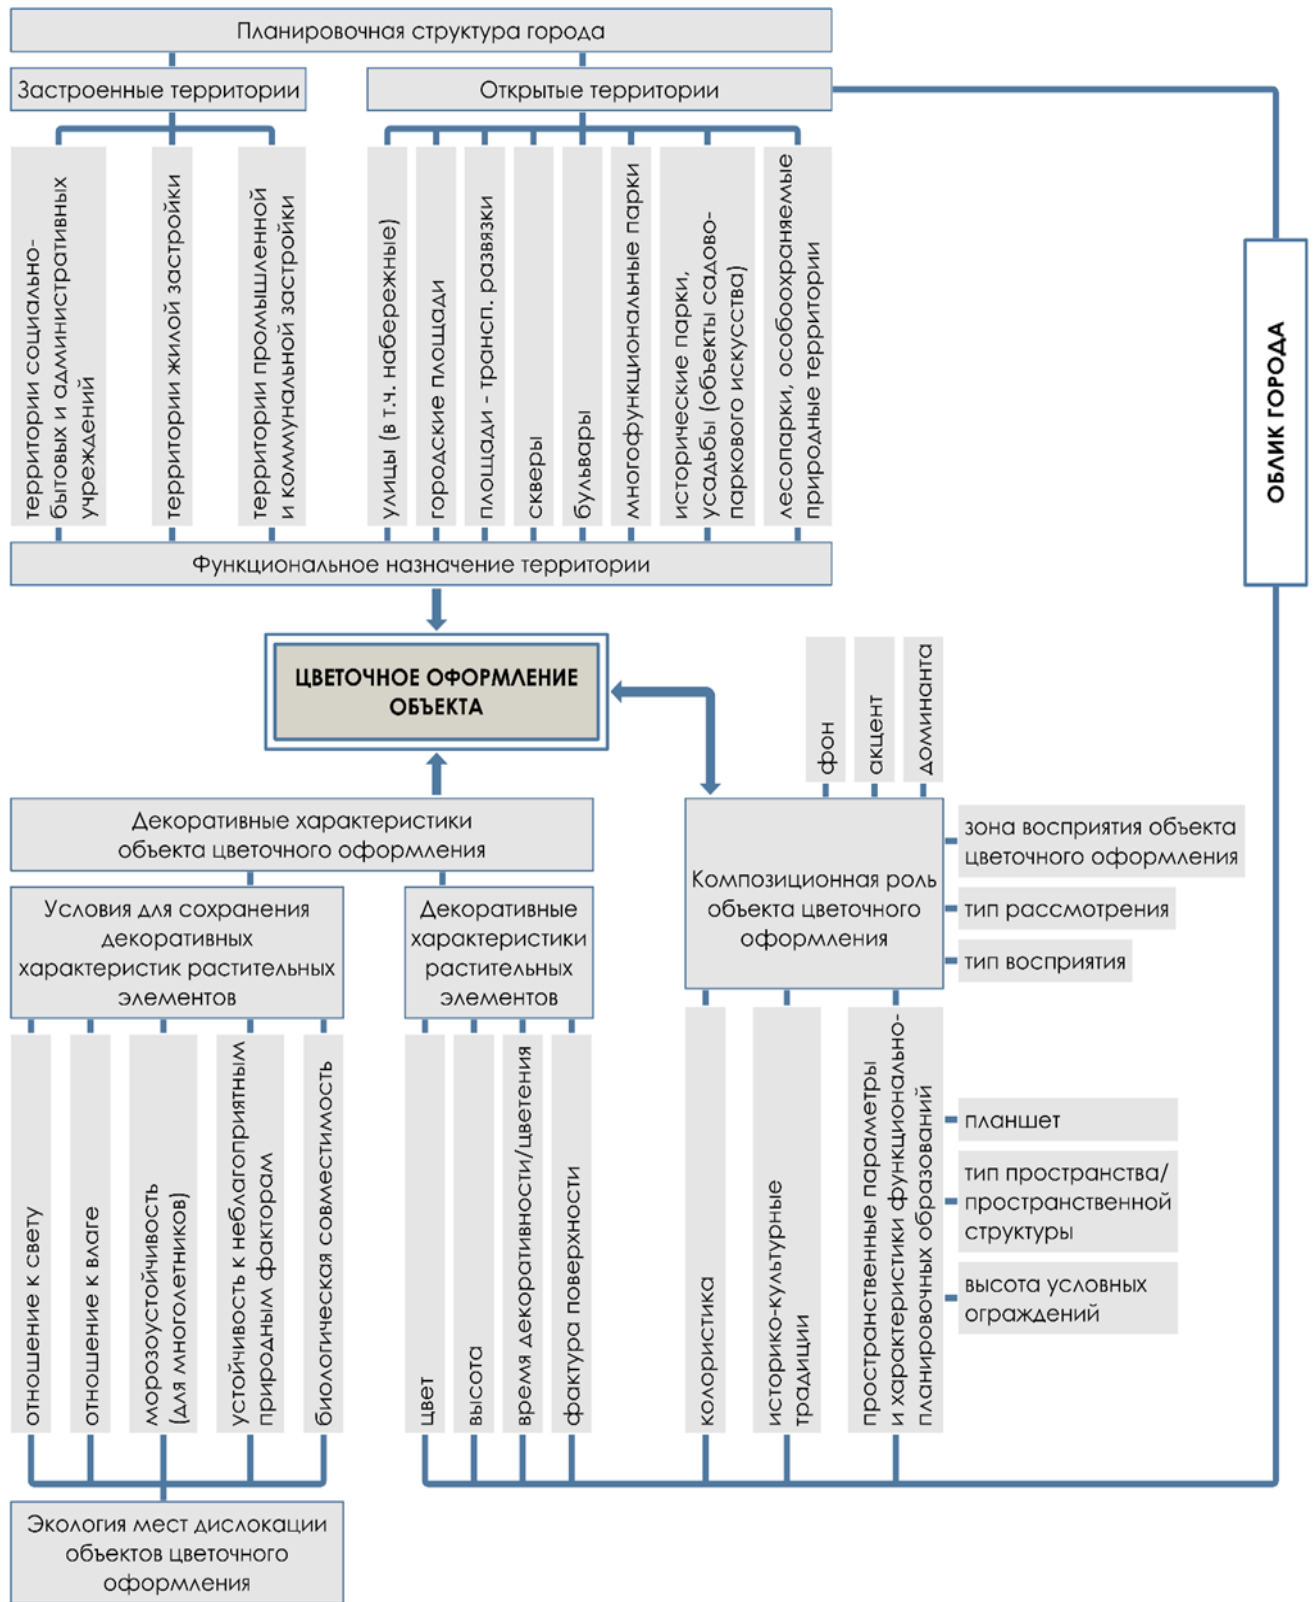 Планировочная структура города
Застроенные территории
Открытые территории
территории социально-
бытовых и административных
учреждений
территории жилой застройки
территории промышленной
и коммунальной застройки
улицы (в т.ч. набережные)
городские площади
площади - трансп. развязки
скверы
бульвары
многофункциональные парки
исторические парки,
усадьбы (объекты садово-
паркового искусства)
лесопарки, особоохраняемые
природные территории
ОБЛИК ГОРОДА
Функциональное назначение территории
ЦВЕТОЧНОЕ ОФОРМЛЕНИЕ
ОБЪЕКТА
фон
акцент
доминанта
Декоративные характеристики
объекта цветочного оформления
Композиционная роль
объекта цветочного
оформления
зона восприятия объекта
цветочного оформления
тип рассмотрения
тип восприятия
Условия для сохранения
декоративных
характеристик растительных
элементов
Декоративные
характеристики
растительных
элементов
отношение к свету
отношение к влаге
морозоустойчивость
(для многолетников)
устойчивость к неблагоприятным
природным факторам
биологическая совместимость
цвет
высота
время декоративности/цветения
фактура поверхности
колористика
историко-культурные
традиции
пространственные параметры
и характеристики функционально-
планировочных образований
планшет
тип пространства/
пространственной
структуры
высота условных
ограждений
Экология мест дислокации
объектов цветочного
оформления